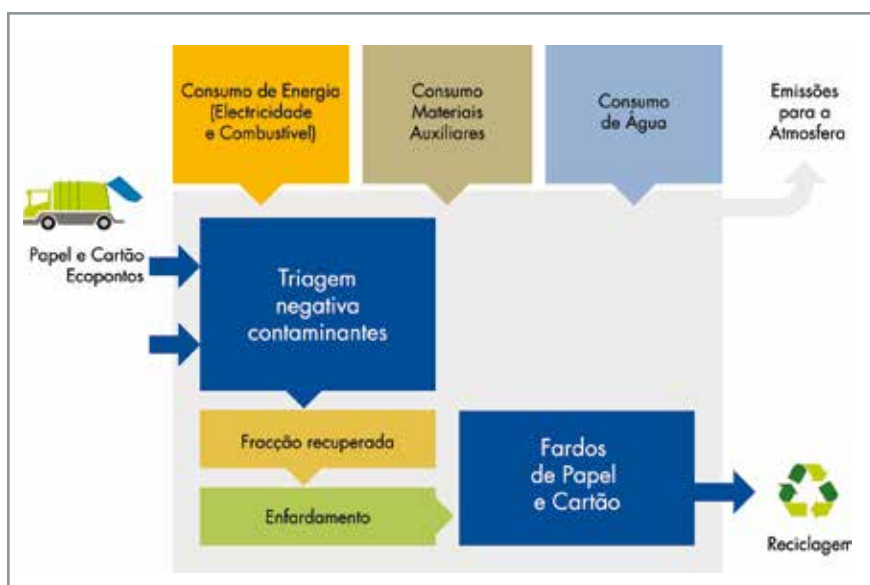 Consumo de Energia
(Electricidade
e Combustível)
Consumo
Materiais
Auxiliares
Consumo
de Água
Emissões
para a
Atmosfera
Papel e Cartão
Ecopontos
Triagem
negativa
contaminantes
Fracção recuperada
Enfardamento
Fardos
de Papel
e Cartão
Reciclagem